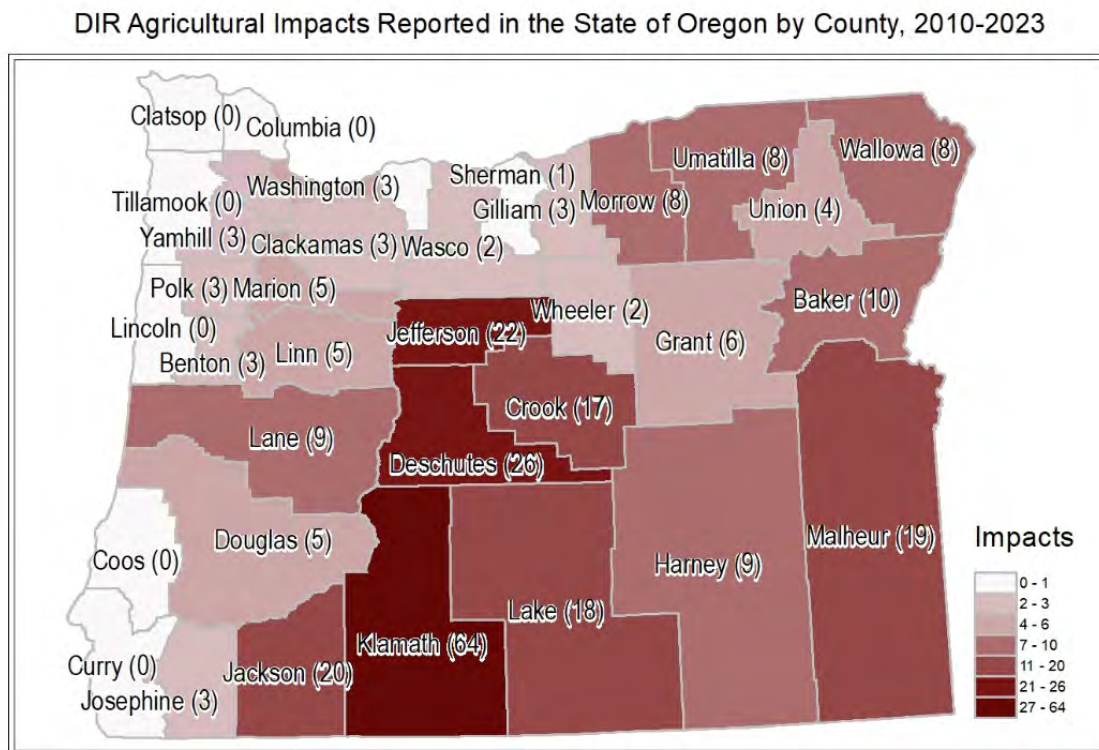 DIR Agricultural Impacts Reported in the State of Oregon by County, 2010-2023
Clatsop (0)
Columbia (0)
Washington (3)
Tillamook (0)
Yamhill (3)
Clackamas (3)
Wasco (2)
Sherman (1)
Gilliam (3)
Morrow (8)
Umatilla (8)
Wallowa (8)
Union (4)
Polk (3)
Marion (5)
Lincoln (0)
Benton (3)
Linn (5)
Jefferson (22)
Wheeler (2)
Grant (6)
Baker (10)
Crook (17)
Lane (9)
Deschutes (26)
Douglas (5)
Coos (0)
Harney (9)
Malheur (19)
Lake (18)
Klamath (64)
Curry (0)
Jackson (20)
Josephine (3)
Impacts
0 - 1
2 - 3
4 - 6
7 - 10
11 - 20
21 - 26
27 - 64